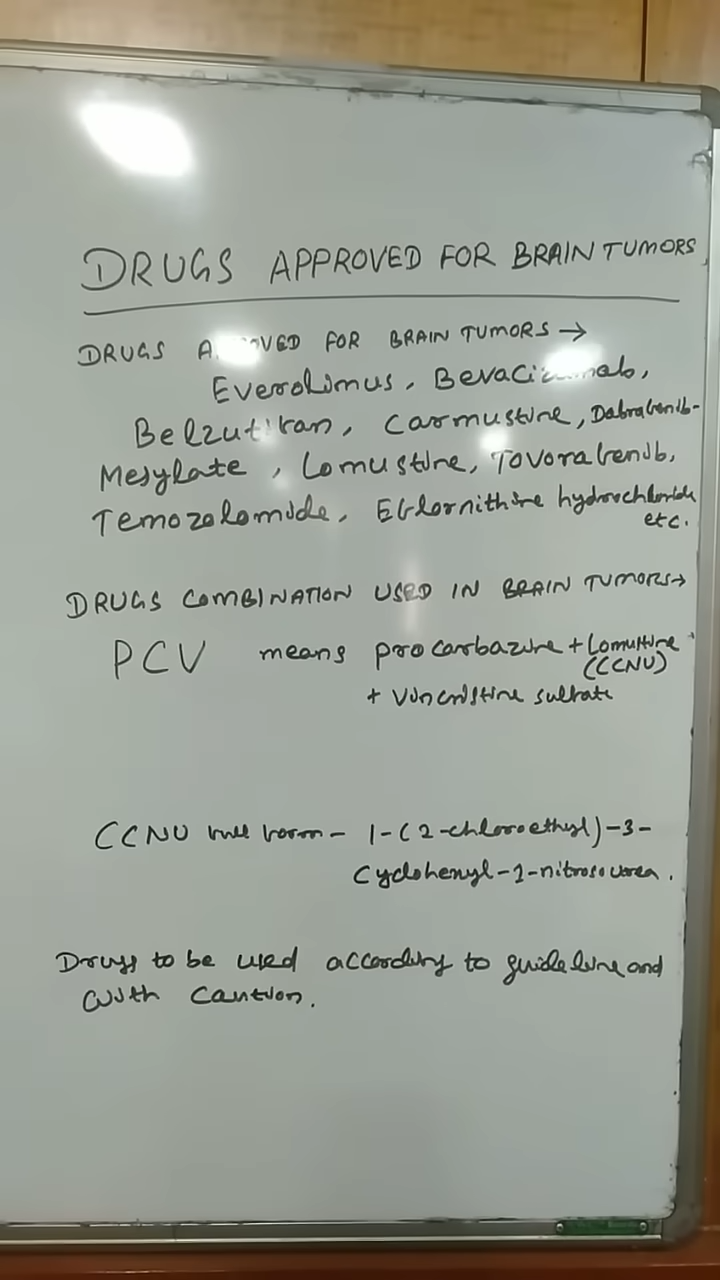 DRUGS APPROVED FOR BRAIN TUMORS
DRUGS APPROVED FOR BRAIN TUMORS →
Everolimus, Bevacizumab,
Belzutifan, Carmustine, Dabrafenib-
Mesylate, Lomustine, Tovorafenib,
Temozolomide, Eflornithine hydrochloride
etc.
DRUGS COMBINATION USED IN BRAIN TUMORS→
PCV means procarbazine + Lomustine
(CCNU)
+ Vincristine sulfate
CCNU full form - 1-(2-chloroethyl)-3-
Cyclohenyl-1-nitrosourea.
Drugs to be used according to guideline and
with caution.